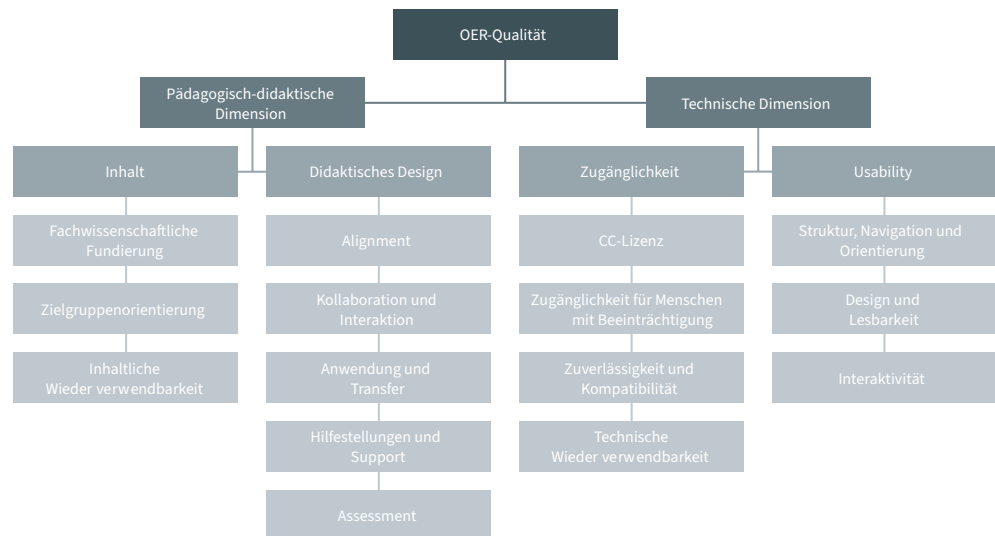 OER-Qualität
Pädagogisch-didaktische
Dimension
Technische Dimension
Inhalt
Didaktisches Design
Zugänglichkeit
Usability
Fachwissenschaftliche
Fundierung
Alignment
CC-Lizenz
Struktur, Navigation und
Orientierung
Zielgruppenorientierung
Kollaboration und
Interaktion
Zugänglichkeit für Menschen
mit Beeinträchtigung
Design und
Lesbarkeit
Inhaltliche
Wieder verwendbarkeit
Anwendung und
Transfer
Zuverlässigkeit und
Kompatibilität
Interaktivität
Hilfestellungen und
Support
Technische
Wieder verwendbarkeit
Assessment